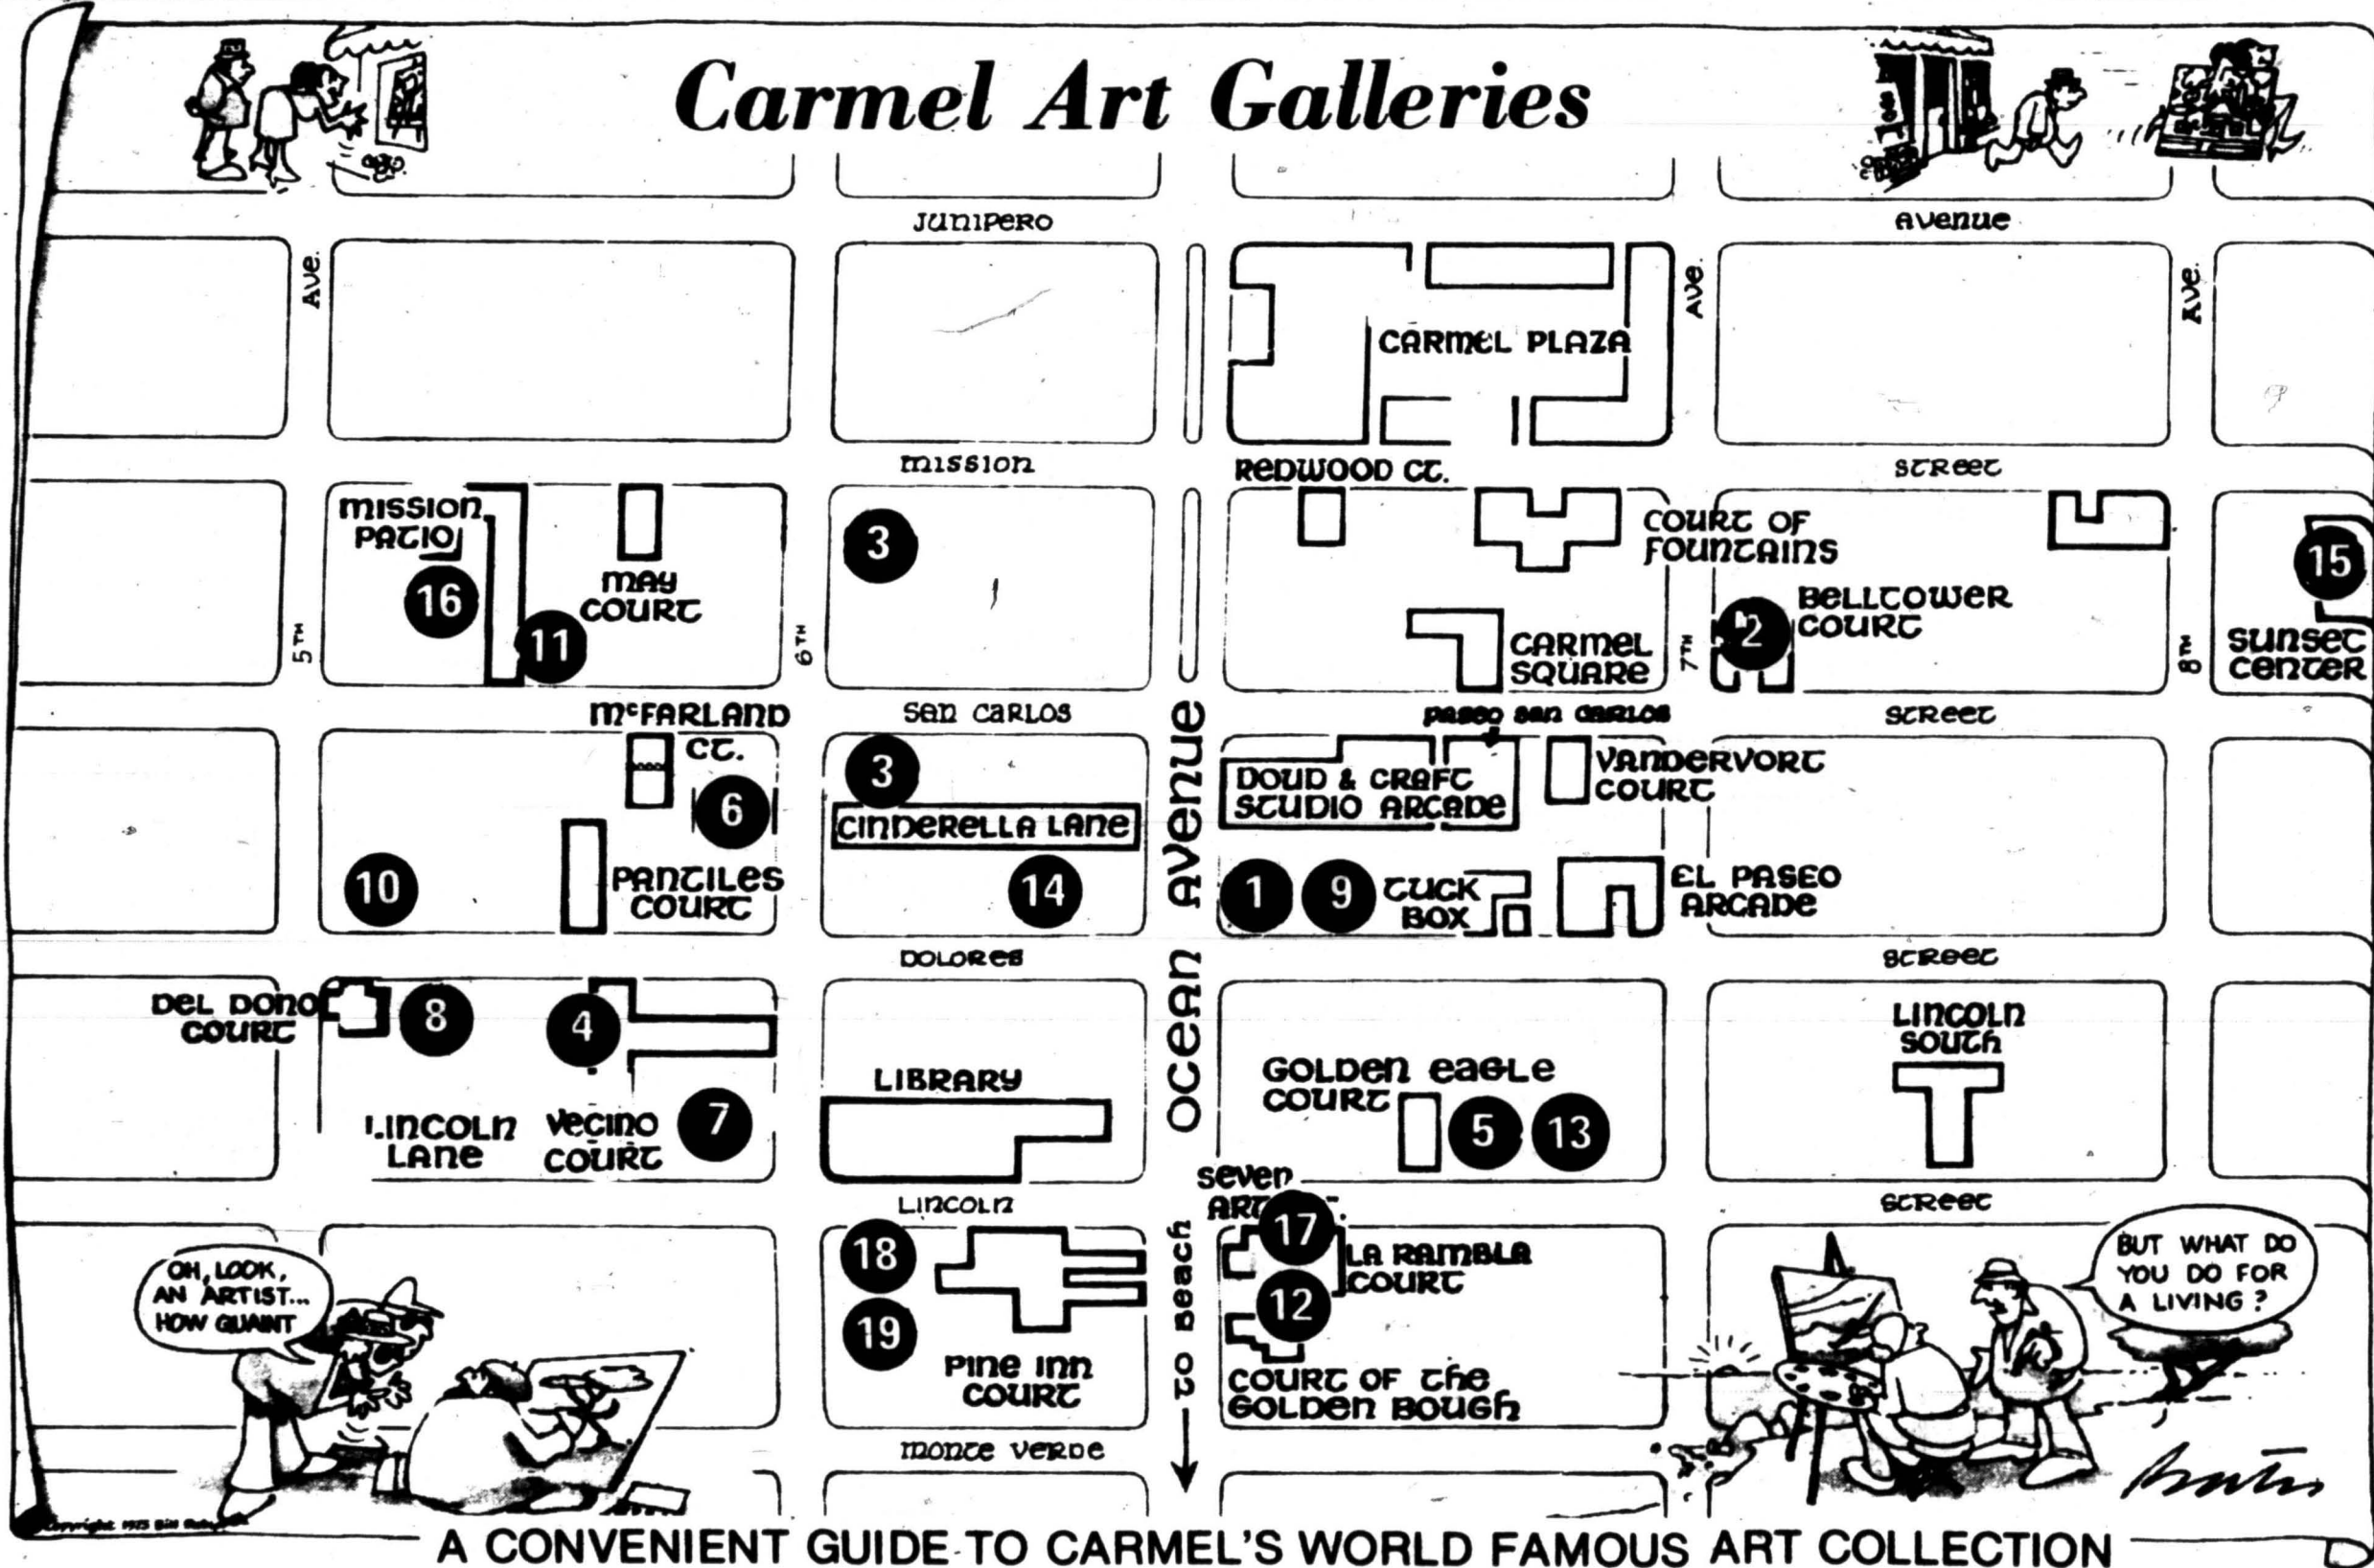 Carmel Art Galleries
JUNIPERO
AVENUE
AVE.
AVE.
AVE.
CARMEL PLAZA
MISSION
REDWOOD CT.
STREET
MISSION
PATIO
3
COURT OF
FOUNTAINS
15
16
MAY
COURT
11
2
BELLTOWER
COURT
5TH
6TH
CARMEL
SQUARE
7TH
8TH
SUNSET
CENTER
MCFARLAND
CT.
SAN CARLOS
PASEO SAN CARLOS
STREET
3
6
DOUD & CRAFT
STUDIO ARCADE
VANDERVORT
COURT
CINDERELLA LANE
10
PANTILES
COURT
14
OCEAN AVENUE
1
9
TUCK
BOX
EL PASEO
ARCADE
DOLORES
STREET
DEL DONO
COURT
8
4
LINCOLN
SOUTH
LIBRARY
GOLDEN EAGLE
COURT
5
13
LINCOLN
LANE
VECINO
COURT
7
SEVEN
LINCOLN
STREET
17
18
LA RAMBLA
COURT
12
19
PINE INN
COURT
TO BEACH
COURT OF THE
GOLDEN BOUGH
OH, LOOK,
AN ARTIST...
HOW QUAINT
BUT WHAT DO
YOU DO FOR
A LIVING?
MONTE VERDE
Copyright 1975 Bill
A CONVENIENT GUIDE TO CARMEL'S WORLD FAMOUS ART COLLECTION